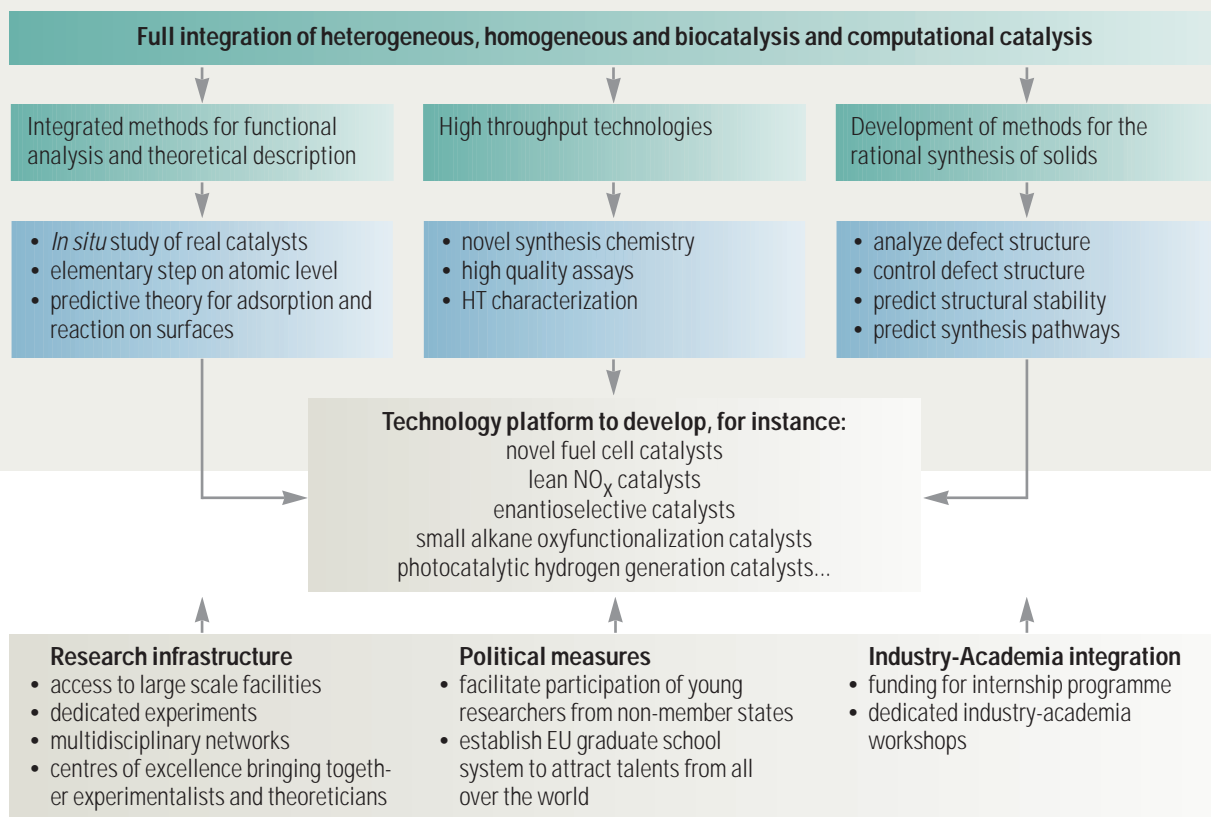 Full integration of heterogeneous, homogeneous and biocatalysis and computational catalysis
Integrated methods for functional
analysis and theoretical description
High throughput technologies
Development of methods for the
rational synthesis of solids
• In situ study of real catalysts
• elementary step on atomic level
• predictive theory for adsorption and
reaction on surfaces
• novel synthesis chemistry
• high quality assays
• HT characterization
• analyze defect structure
• control defect structure
• predict structural stability
• predict synthesis pathways
Technology platform to develop, for instance:
novel fuel cell catalysts
lean NOX catalysts
enantioselective catalysts
small alkane oxyfunctionalization catalysts
photocatalytic hydrogen generation catalysts...
Research infrastructure
• access to large scale facilities
• dedicated experiments
• multidisciplinary networks
• centres of excellence bringing togeth-
er experimentalists and theoreticians
Political measures
• facilitate participation of young
researchers from non-member states
• establish EU graduate school
system to attract talents from all
over the world
Industry-Academia integration
• funding for internship programme
• dedicated industry-academia
workshops